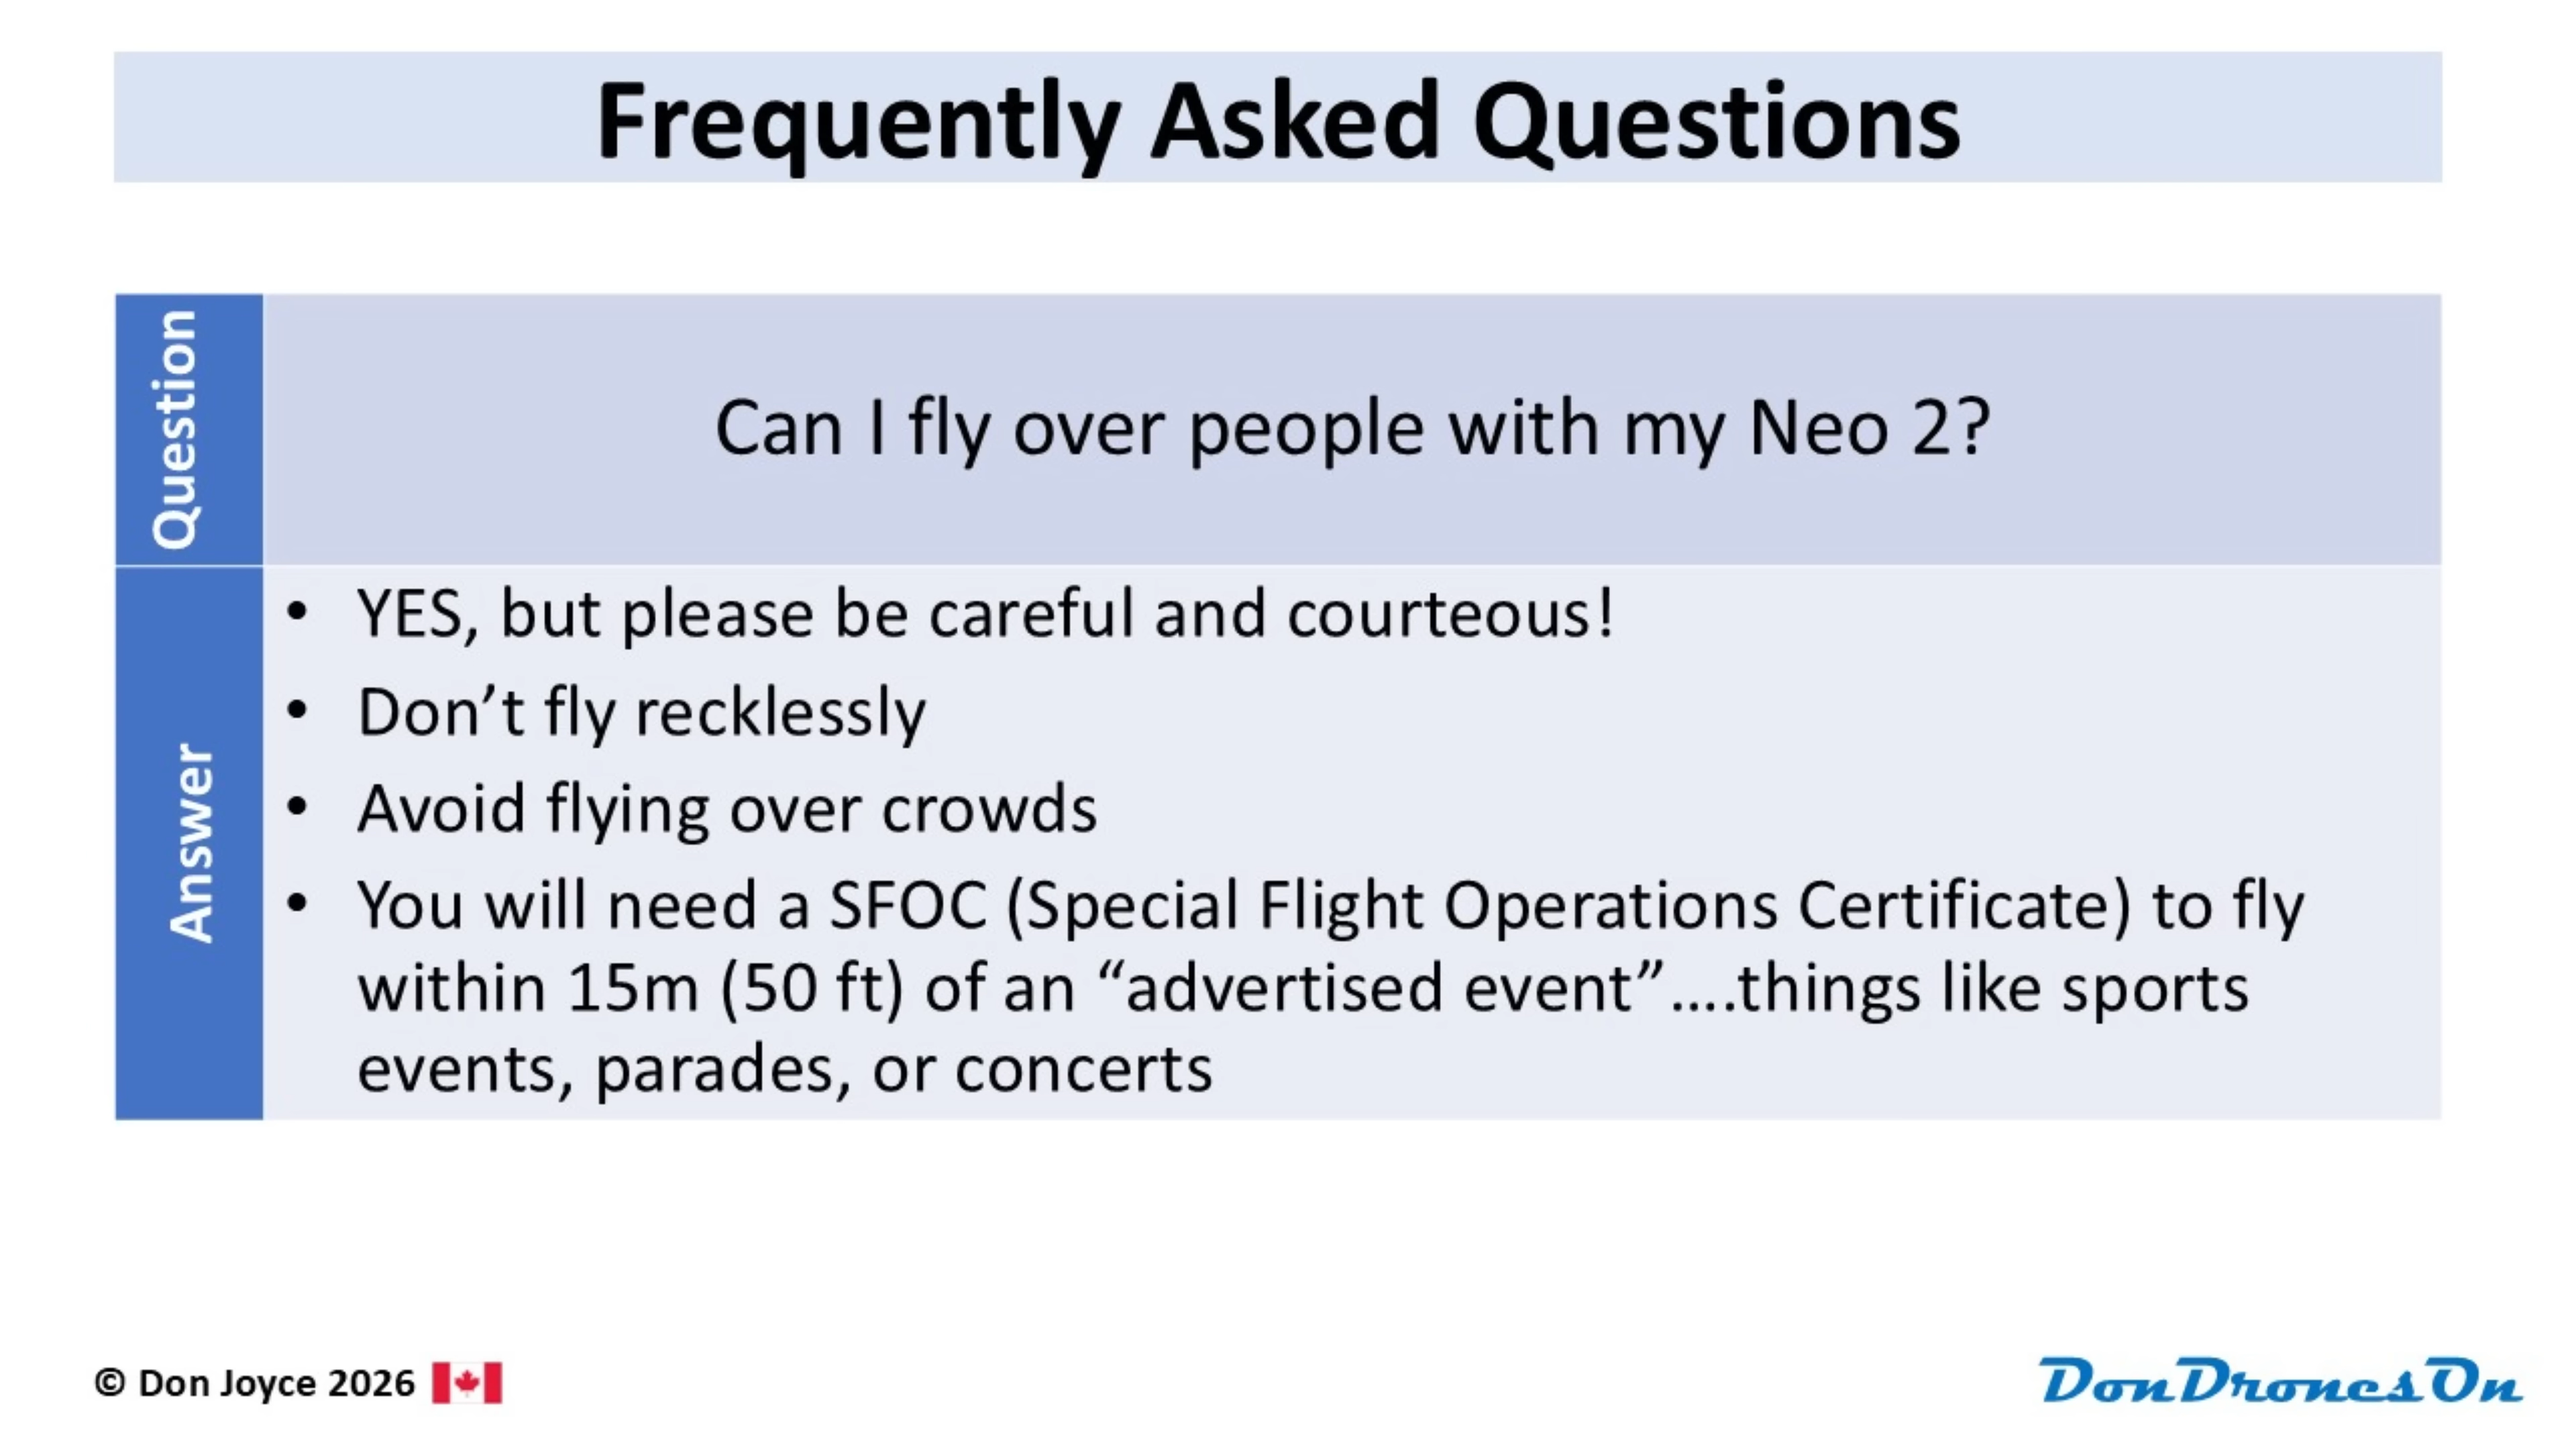 Frequently Asked Questions
Question
Can I fly over people with my Neo 2?
Answer
• YES, but please be careful and courteous!
• Don’t fly recklessly
• Avoid flying over crowds
• You will need a SFOC (Special Flight Operations Certificate) to fly
within 15m (50 ft) of an “advertised event”....things like sports
events, parades, or concerts
© Don Joyce 2026
DonDronesOn